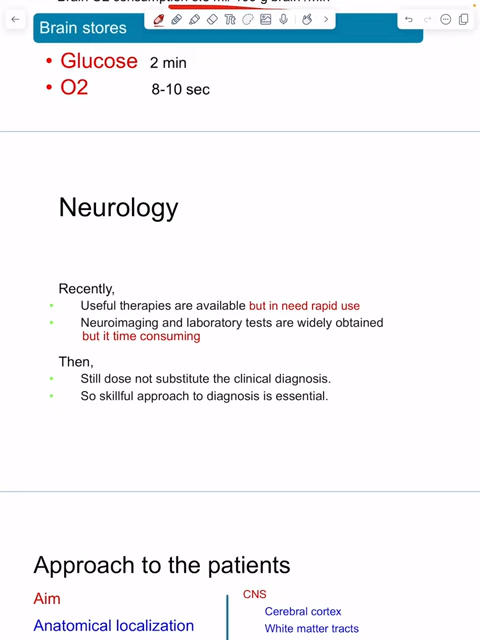 Brain stores
• Glucose 2 min
• O2 8-10 sec
Neurology
Recently,
• Useful therapies are available but in need rapid use
• Neuroimaging and laboratory tests are widely obtained
but it time consuming
Then,
• Still dose not substitute the clinical diagnosis.
• So skillful approach to diagnosis is essential.
Approach to the patients
Aim
Anatomical localization
CNS
Cerebral cortex
White matter tracts